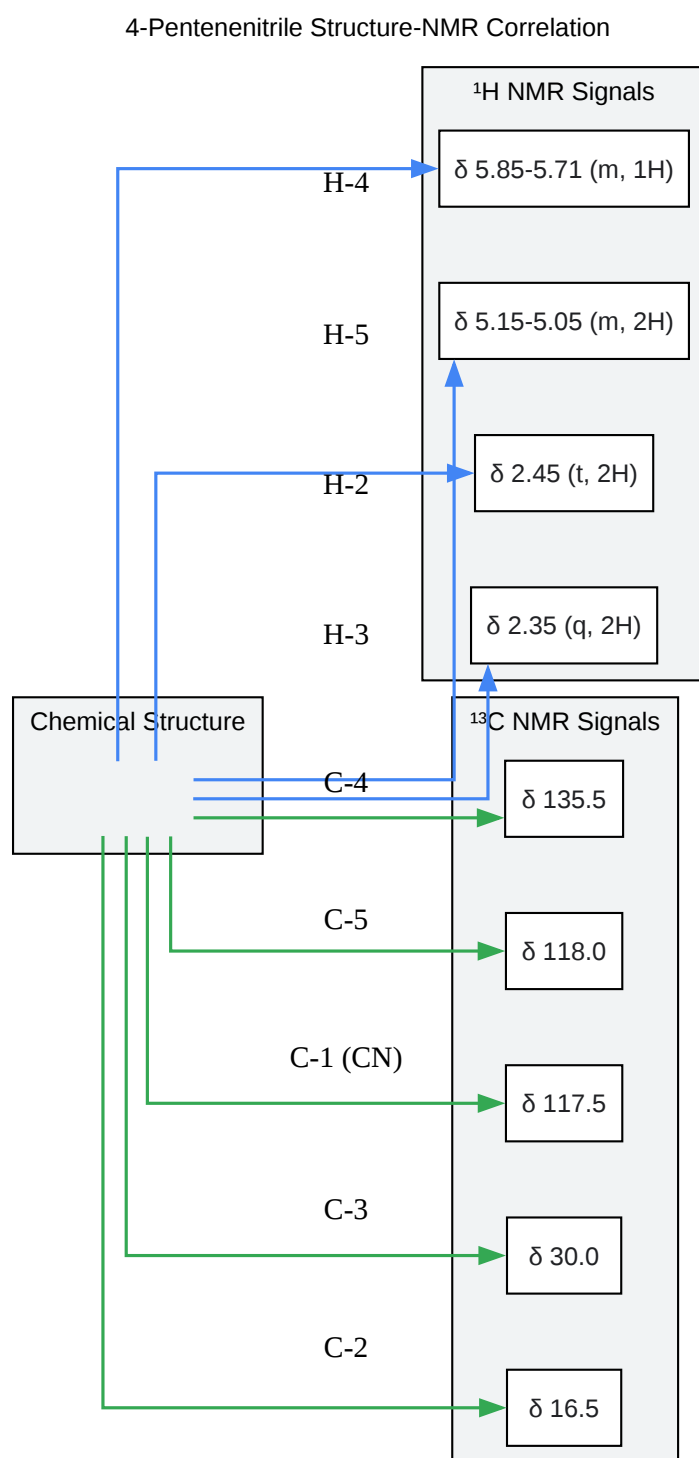 4-Pentenenitrile Structure-NMR Correlation
¹H NMR Signals
H-4
δ 5.85-5.71 (m, 1H)
H-5
δ 5.15-5.05 (m, 2H)
H-2
δ 2.45 (t, 2H)
H-3
δ 2.35 (q, 2H)
Chemical Structure
¹³C NMR Signals
C-4
δ 135.5
C-5
δ 118.0
C-1 (CN)
δ 117.5
C-3
δ 30.0
C-2
δ 16.5